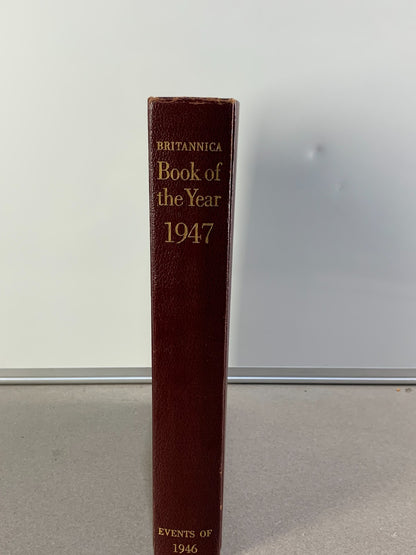 BRITANNICA
Book of
the Year
1947
EVENTS OF
1946